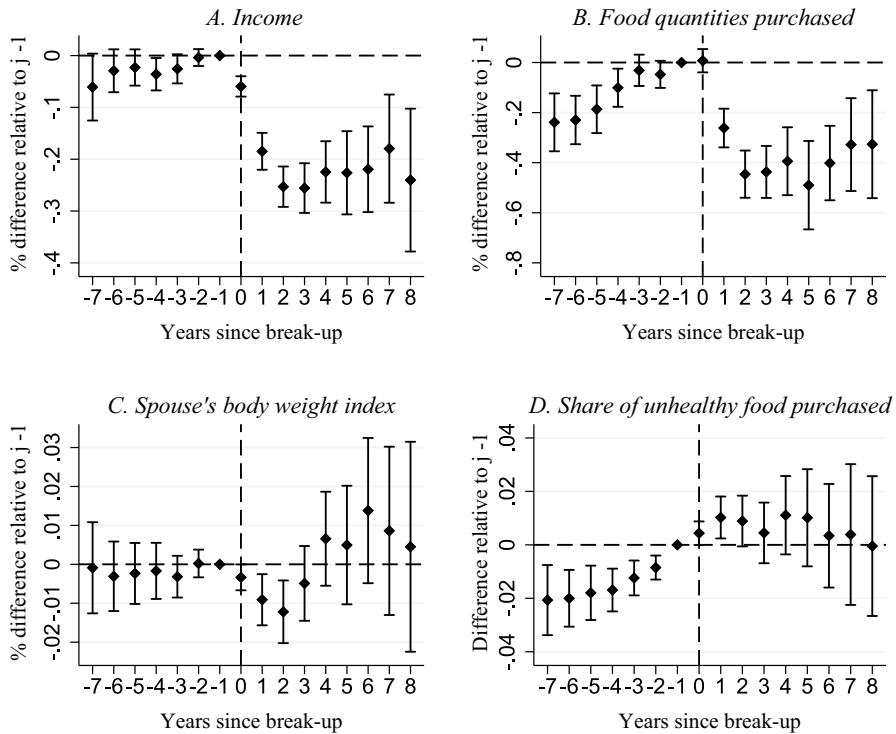 A. Income
% difference relative to j -1
0
-.1
-.2
-.3
-.4
-7 -6 -5 -4 -3 -2 -1 0 1 2 3 4 5 6 7 8
Years since break-up
B. Food quantities purchased
% difference relative to j -1
0
-.2
-.4
-.6
-.8
-7 -6 -5 -4 -3 -2 -1 0 1 2 3 4 5 6 7 8
Years since break-up
C. Spouse's body weight index
% difference relative to j -1
.03
.02
.01
0
-.01
-.02
-7 -6 -5 -4 -3 -2 -1 0 1 2 3 4 5 6 7 8
Years since break-up
D. Share of unhealthy food purchased
Difference relative to j -1
.04
.02
0
-.02
-.04
-7 -6 -5 -4 -3 -2 -1 0 1 2 3 4 5 6 7 8
Years since break-up